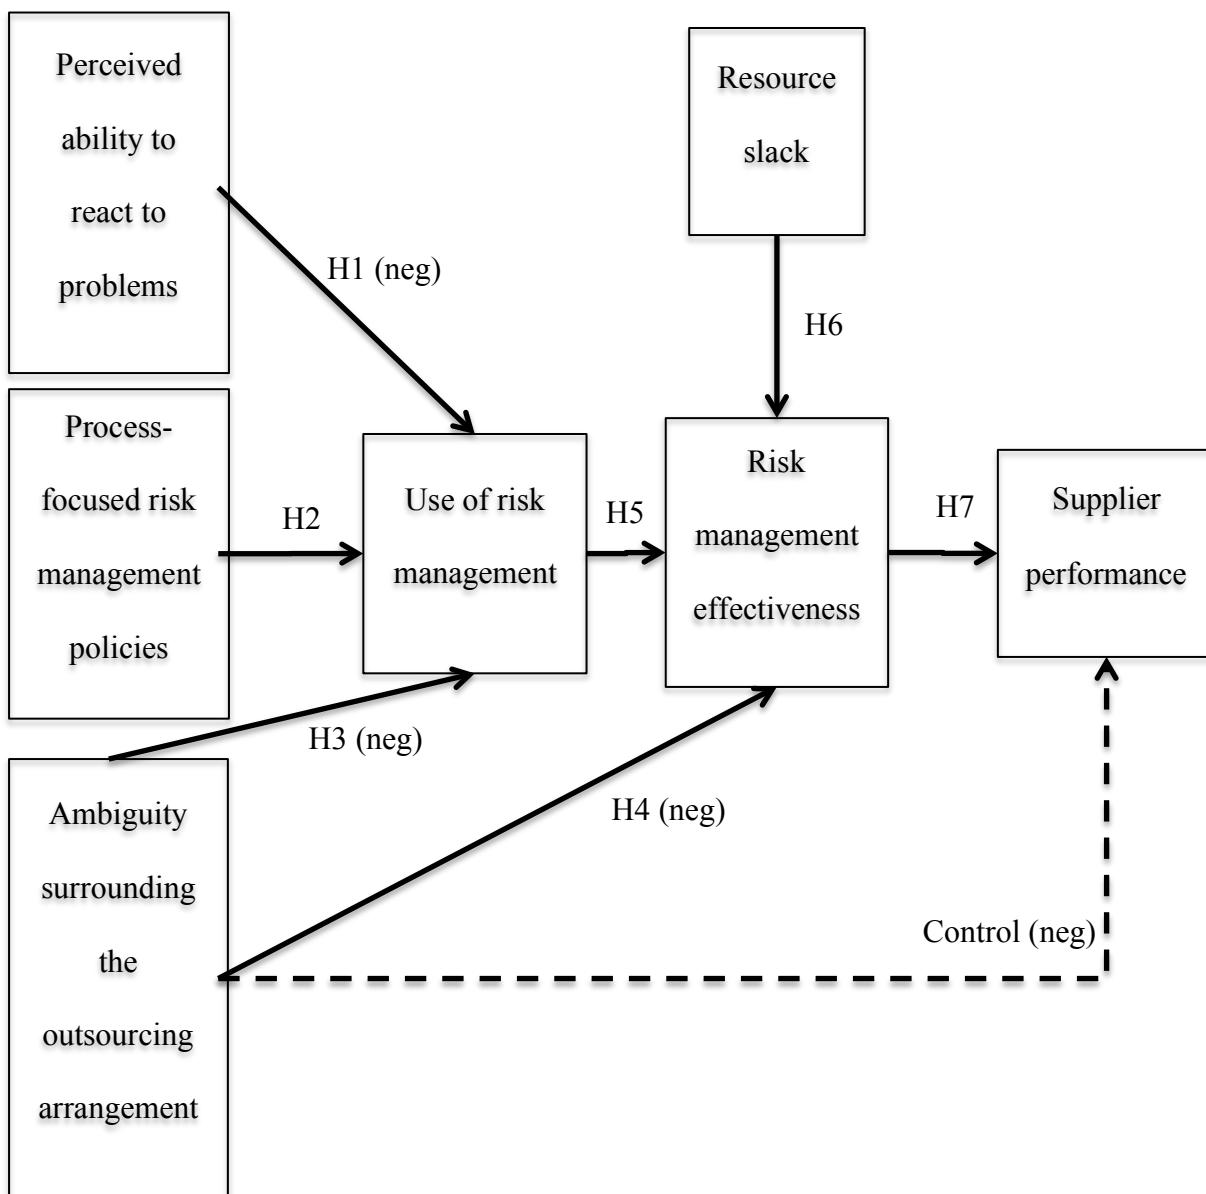 Perceived
ability to
react to
problems
Resource
slack
H1 (neg)
H6
Process-
focused risk
management
policies
H2
Use of risk
management
H5
Risk
management
effectiveness
H7
Supplier
performance
H3 (neg)
H4 (neg)
Ambiguity
surrounding
the
outsourcing
arrangement
Control (neg)